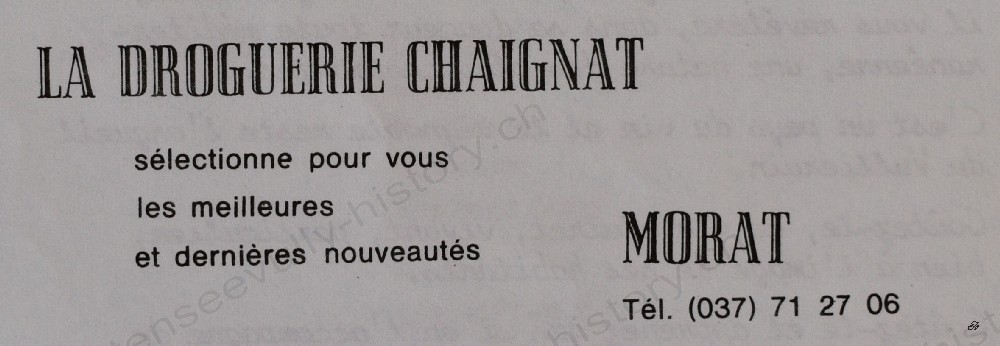 LA DROGUERIE CHAIGNAT
sélectionne pour vous
les meilleures
et dernières nouveautés
MORAT
Tél. (037) 71 27 06